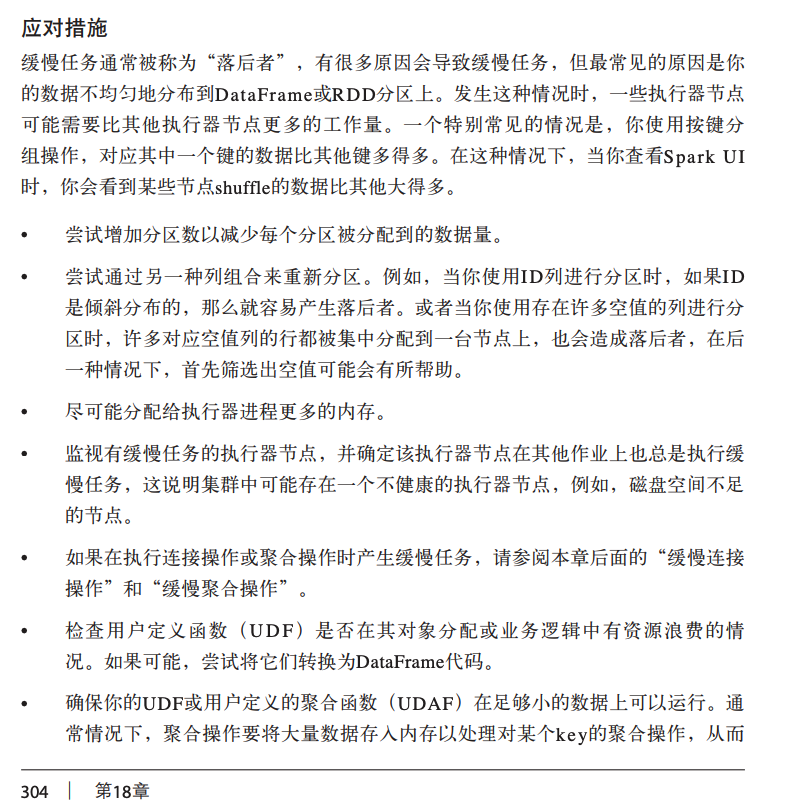 应对措施
缓慢任务通常被称为“落后者”，有很多原因会导致缓慢任务，但最常见的原因是你
的数据不均匀地分布到DataFrame或RDD分区上。发生这种情况时，一些执行器节点
可能需要比其他执行器节点更多的工作量。一个特别常见的情况是，你使用按键分
组操作，对应其中一个键的数据比其他键多得多。在这种情况下，当你查看Spark UI
时，你会看到某些节点shuffle的数据比其他大得多。
• 尝试增加分区数以减少每个分区被分配到的数据量。
• 尝试通过另一种列组合来重新分区。例如，当你使用ID列进行分区时，如果ID
是倾斜分布的，那么就容易产生落后者。或者当你使用存在许多空值的列进行分
区时，许多对应空值列的行都被集中分配到一台节点上，也会造成落后者，在后
一种情况下，首先筛选出空值可能会有所帮助。
• 尽可能分配给执行器进程更多的内存。
• 监视有缓慢任务的执行器节点，并确定该执行器节点在其他作业上也总是执行缓
慢任务，这说明集群中可能存在一个不健康的执行器节点，例如，磁盘空间不足
的节点。
• 如果在执行连接操作或聚合操作时产生缓慢任务，请参阅本章后面的“缓慢连接
操作”和“缓慢聚合操作”。
• 检查用户定义函数（UDF）是否在其对象分配或业务逻辑中有资源浪费的情
况。如果可能，尝试将它们转换为DataFrame代码。
• 确保你的UDF或用户定义的聚合函数（UDAF）在足够小的数据上可以运行。通
常情况下，聚合操作要将大量数据存入内存以处理对某个key的聚合操作，从而
304 | 第18章